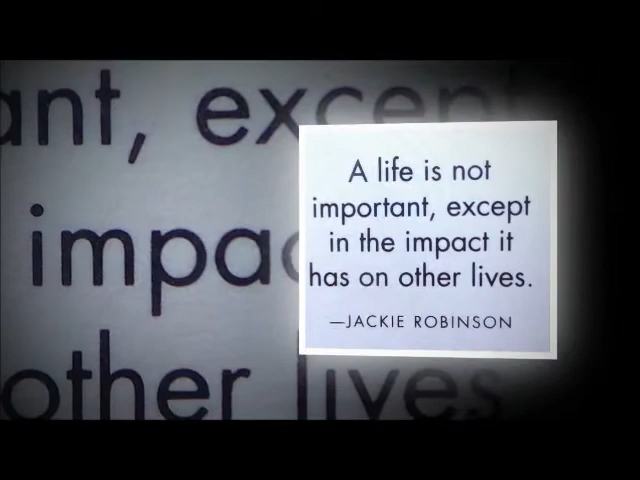 ant, except
impa
other lives
A life is not
important, except
in the impact it
has on other lives.
—JACKIE ROBINSON